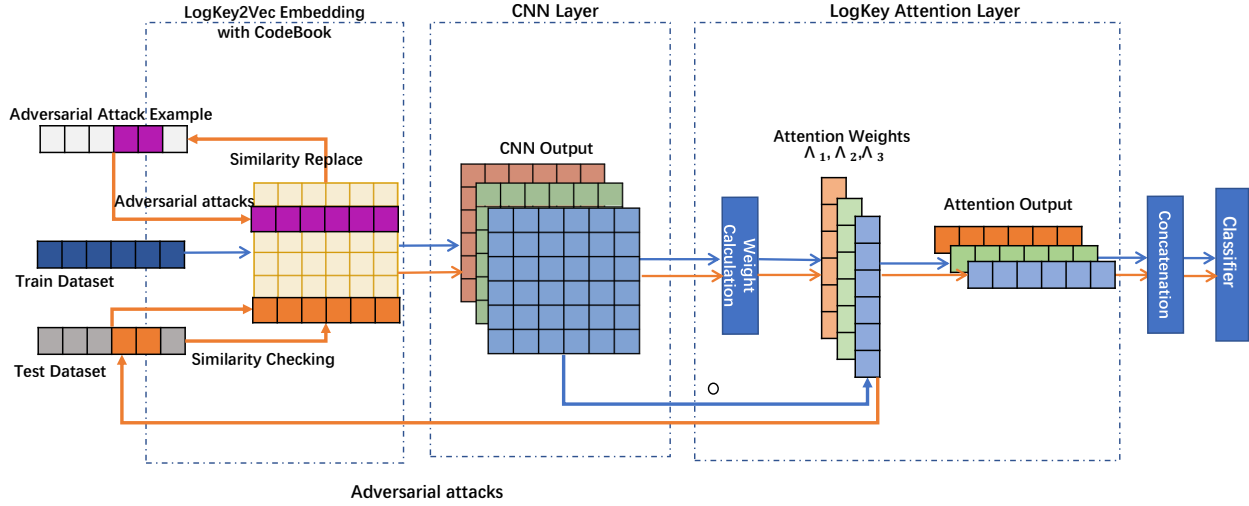 LogKey2Vec Embedding
with CodeBook
CNN Layer
LogKey Attention Layer
Adversarial Attack Example
Similarity Replace
Adversarial attacks
Train Dataset
Test Dataset
Similarity Checking
CNN Output
Weight
Calculation
Attention Weights
Λ 1, Λ 2,Λ 3
Attention Output
Concatenation
Classifier
Adversarial attacks